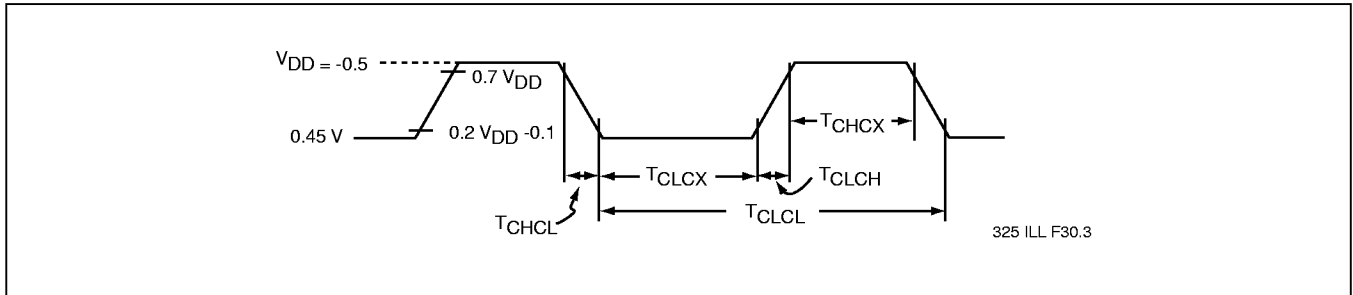 VDD = -0.5
0.7 VDD
0.45 V
0.2 VDD -0.1
TCHCX
TCLCX
TCLCH
TCHCL
TCLCL
325 ILL F30.3